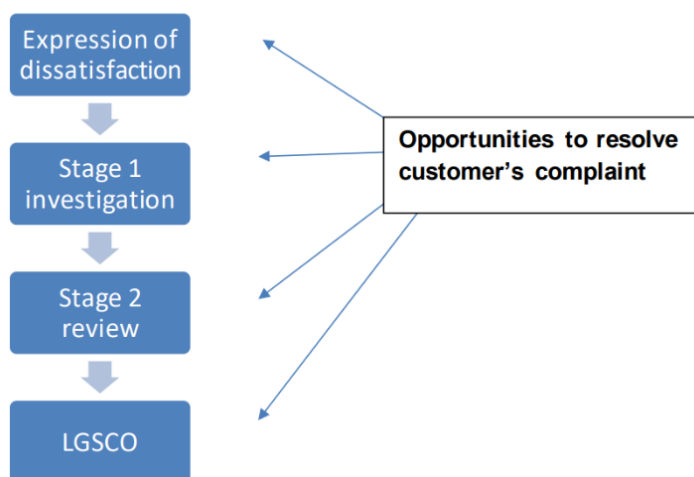 Expression of
dissatisfaction
Stage 1
investigation
Stage 2
review
LGSCO
Opportunities to resolve
customer’s complaint